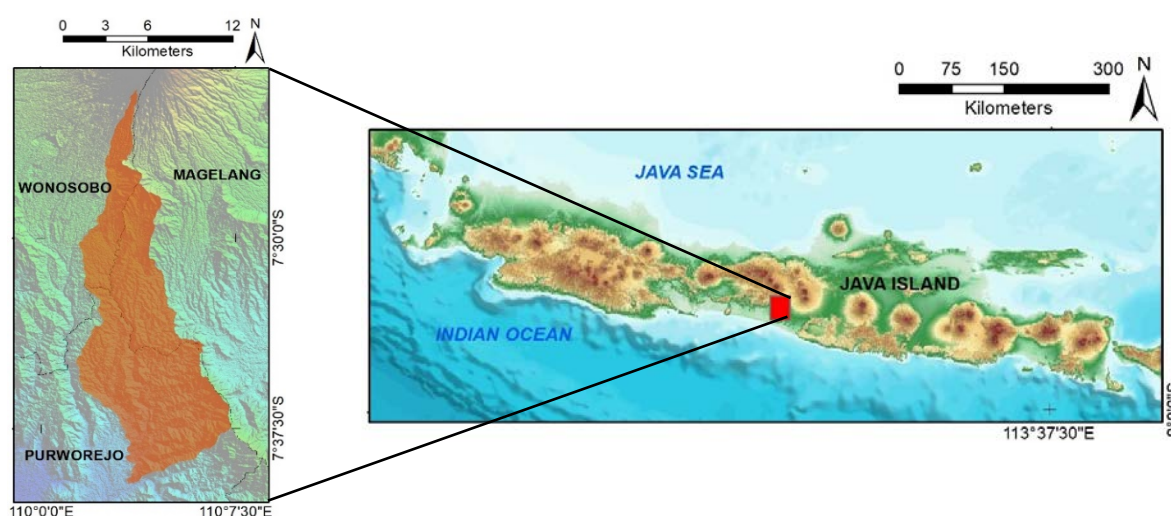 0 3 6 12
Kilometers
N
WONOSOBO
MAGELANG
PURWOREJO
7°30'0"S
7°37'30"S
110°0'0"E
110°7'30"E
0 75 150 300
Kilometers
N
JAVA SEA
JAVA ISLAND
INDIAN OCEAN
113°37'30"E